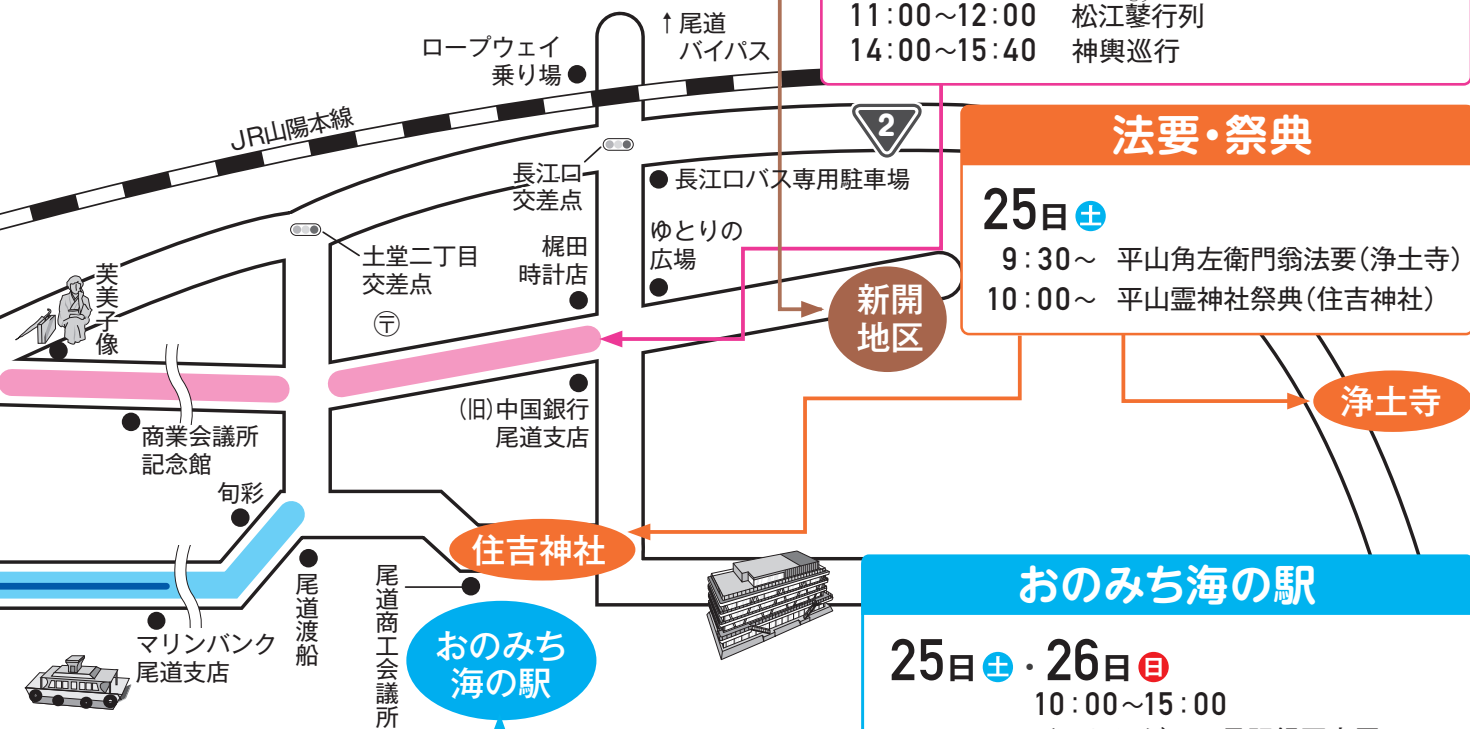 11:00～12:00 松江鼕行列
14:00～15:40 神輿巡行
↑尾道
バイパス
ロープウェイ
乗り場
JR山陽本線
2
長江口
交差点
長江口バス専用駐車場
土堂二丁目
交差点
梶田
時計店
ゆとりの
広場
芙美子像
〒
新開
地区
法要・祭典
25日土
9:30～ 平山角左衛門翁法要(浄土寺)
10:00～ 平山霊神社祭典(住吉神社)
浄土寺
(旧)中国銀行
尾道支店
商業会議所
記念館
旬彩
住吉神社
尾道渡船
尾道商工会議所
マリンバンク
尾道支店
おのみち
海の駅
おのみち海の駅
25日土・26日日
10:00～15:00